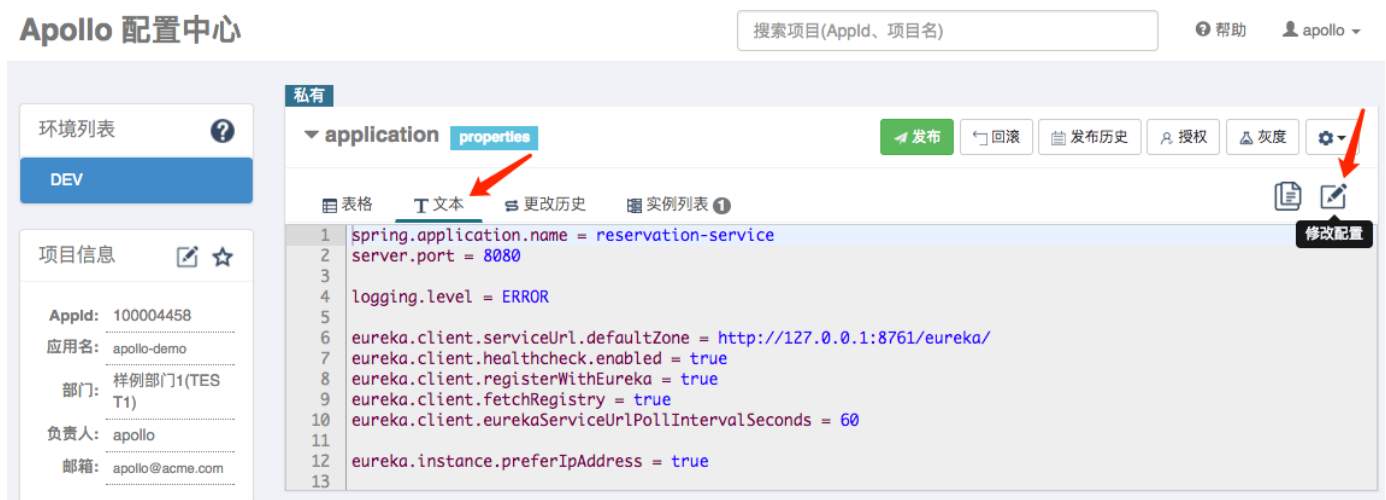 Apollo 配置中心
搜索项目(AppId、项目名)
帮助
apollo
环境列表
DEV
项目信息
AppId: 100004458
应用名: apollo-demo
部门: 样例部门1(TES
T1)
负责人: apollo
邮箱: apollo@acme.com
私有
application properties
发布 回滚 发布历史 授权 灰度
表格 文本 更改历史 实例列表 1
修改配置
1 spring.application.name = reservation-service
2 server.port = 8080
3
4 logging.level = ERROR
5
6 eureka.client.serviceUrl.defaultZone = http://127.0.0.1:8761/eureka/
7 eureka.client.healthcheck.enabled = true
8 eureka.client.registerWithEureka = true
9 eureka.client.fetchRegistry = true
10 eureka.client.eurekaServiceUrlPollIntervalSeconds = 60
11
12 eureka.instance.preferIpAddress = true
13